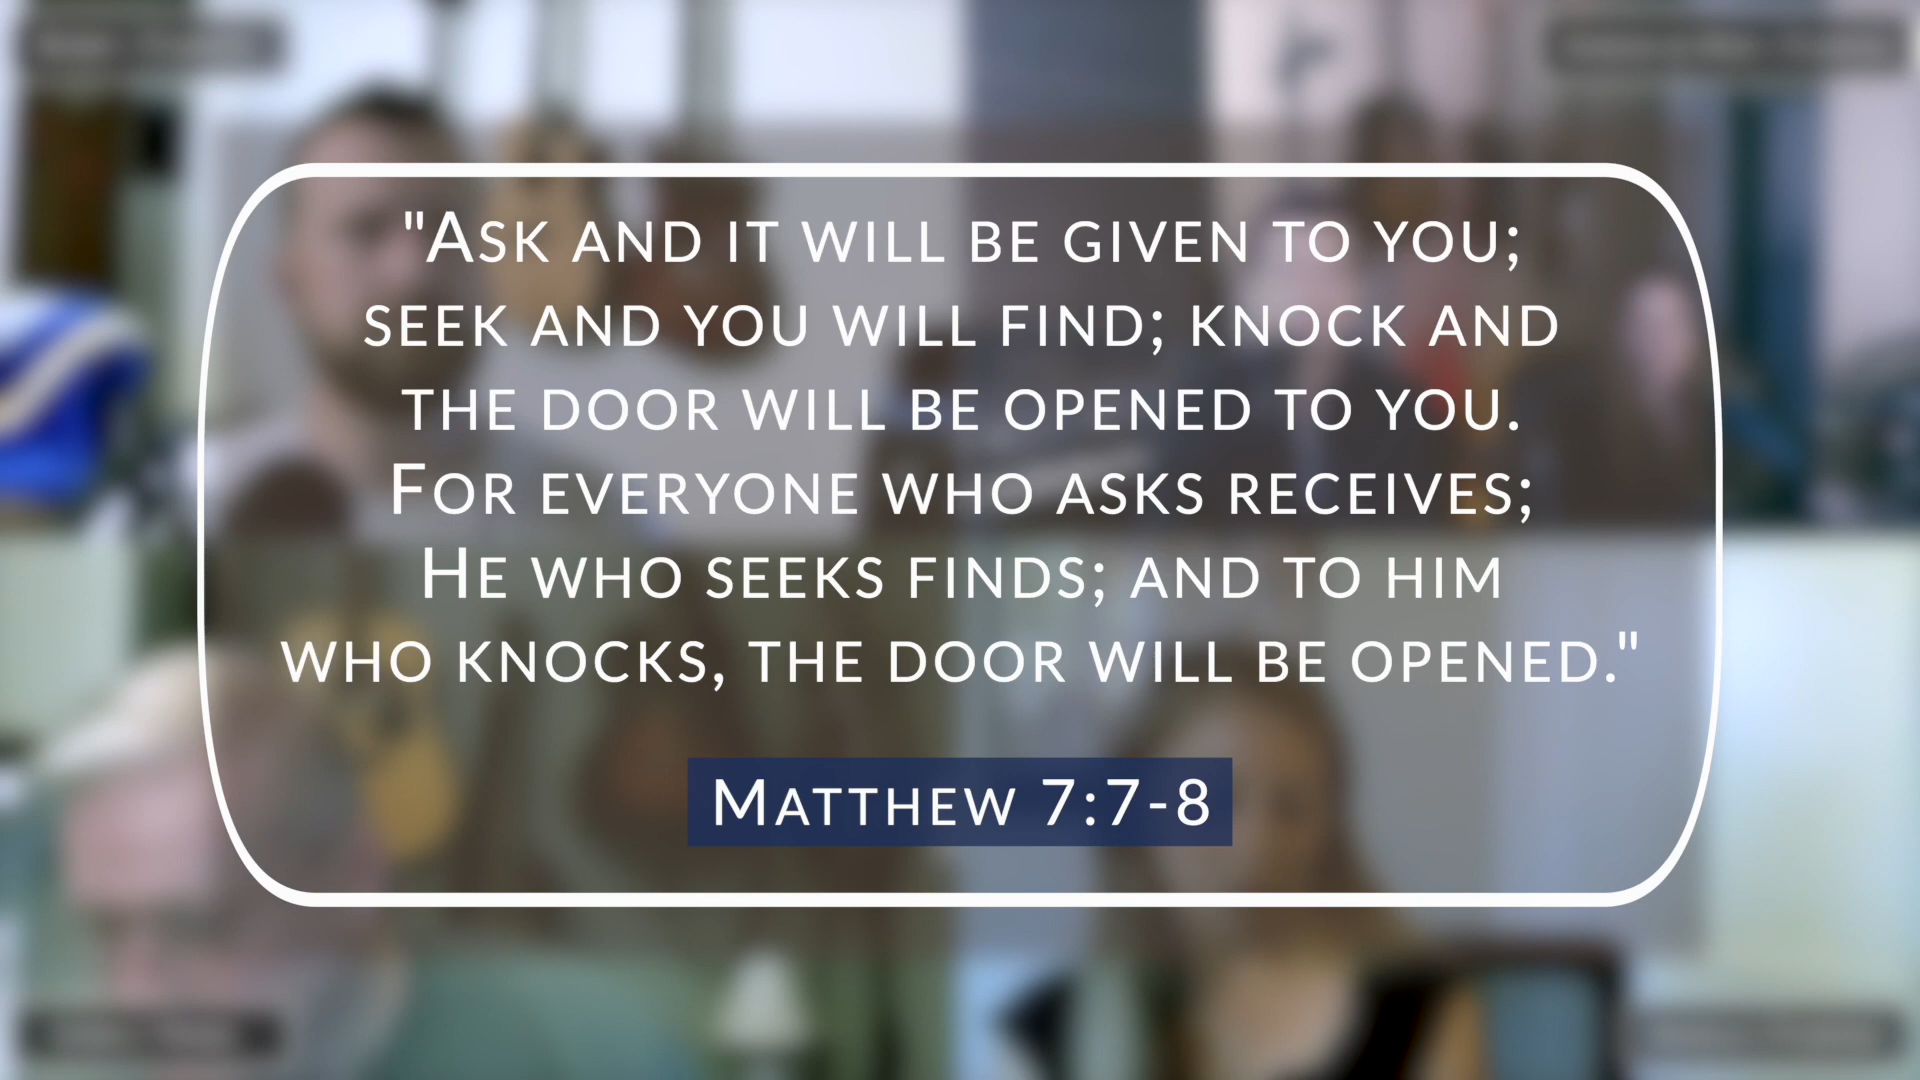 "Ask and it will be given to you;
seek and you will find; knock and
the door will be opened to you.
For everyone who asks receives;
He who seeks finds; and to him
who knocks, the door will be opened."
Matthew 7:7-8